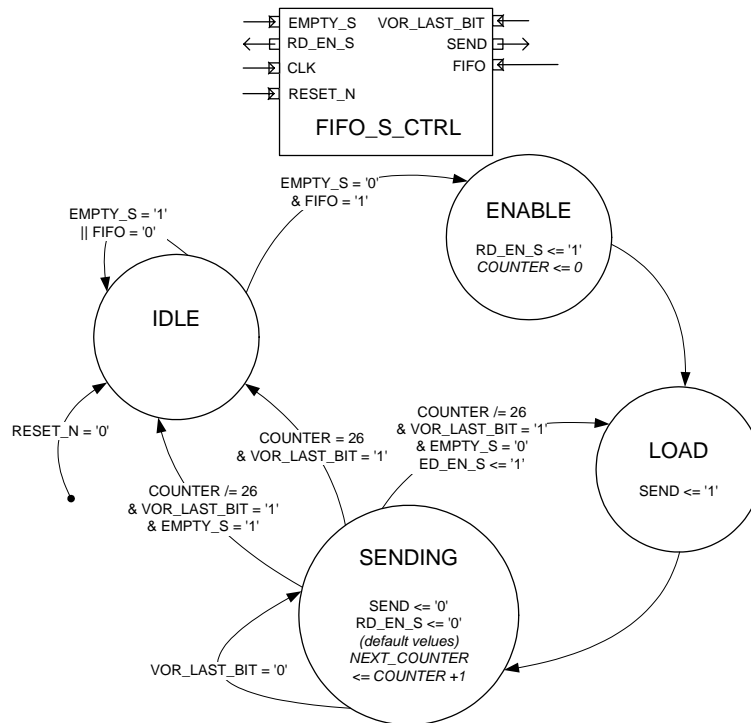 EMPTY_S VOR_LAST_BIT
RD_EN_S SEND
CLK FIFO
RESET_N
FIFO_S_CTRL
EMPTY_S = '0'
& FIFO = '1'
ENABLE
RD_EN_S <= '1'
COUNTER <= 0
EMPTY_S = '1'
|| FIFO = '0'
IDLE
RESET_N = '0'
COUNTER = 26
& VOR_LAST_BIT = '1'
COUNTER /= 26
& VOR_LAST_BIT = '1'
& EMPTY_S = '0'
ED_EN_S <= '1'
LOAD
SEND <= '1'
COUNTER /= 26
& VOR_LAST_BIT = '1'
& EMPTY_S = '1'
SENDING
SEND <= '0'
RD_EN_S <= '0'
(default velues)
NEXT_COUNTER
<= COUNTER +1
VOR_LAST_BIT = '0'